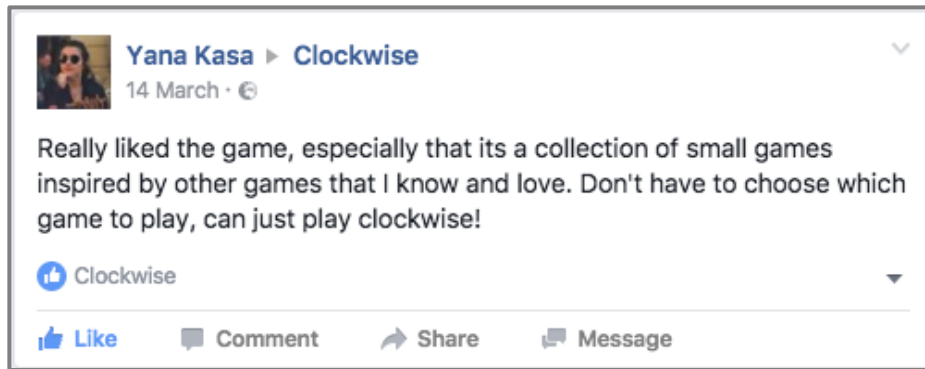 Yana Kasa ▸ Clockwise
14 March ·
Really liked the game, especially that its a collection of small games
inspired by other games that I know and love. Don't have to choose which
game to play, can just play clockwise!
Clockwise
Like Comment Share Message